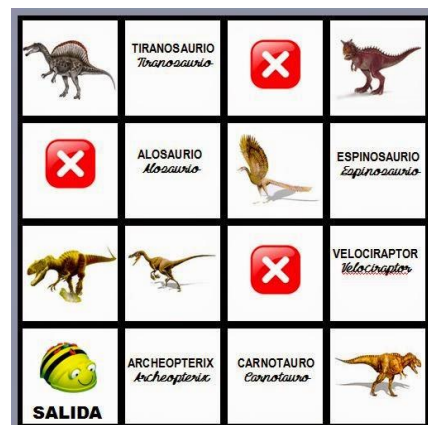 TIRANOSAURIO
Tiranosaurio
ALOSAURIO
Alosaurio
ESPINOSAURIO
Espinosaurio
VELOCIRAPTOR
Velociraptor
SALIDA
ARCHEOPTERIX
Archeopterix
CARNOTAURO
Carnotauro